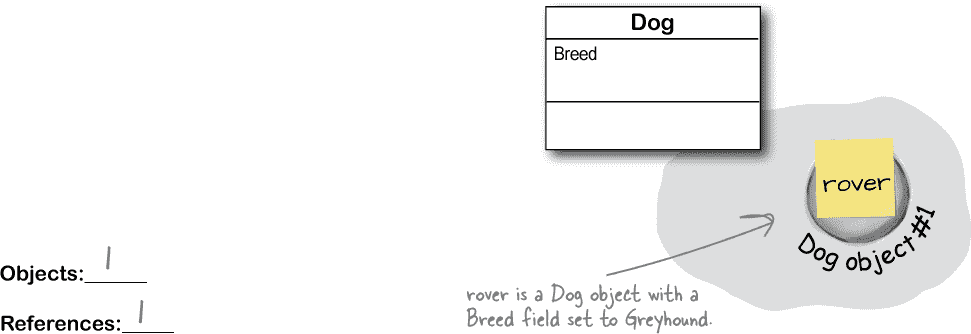 Dog
Breed
rover
Dog object #1
Objects: 1
References: 1
rover is a Dog object with a
Breed field set to Greyhound.